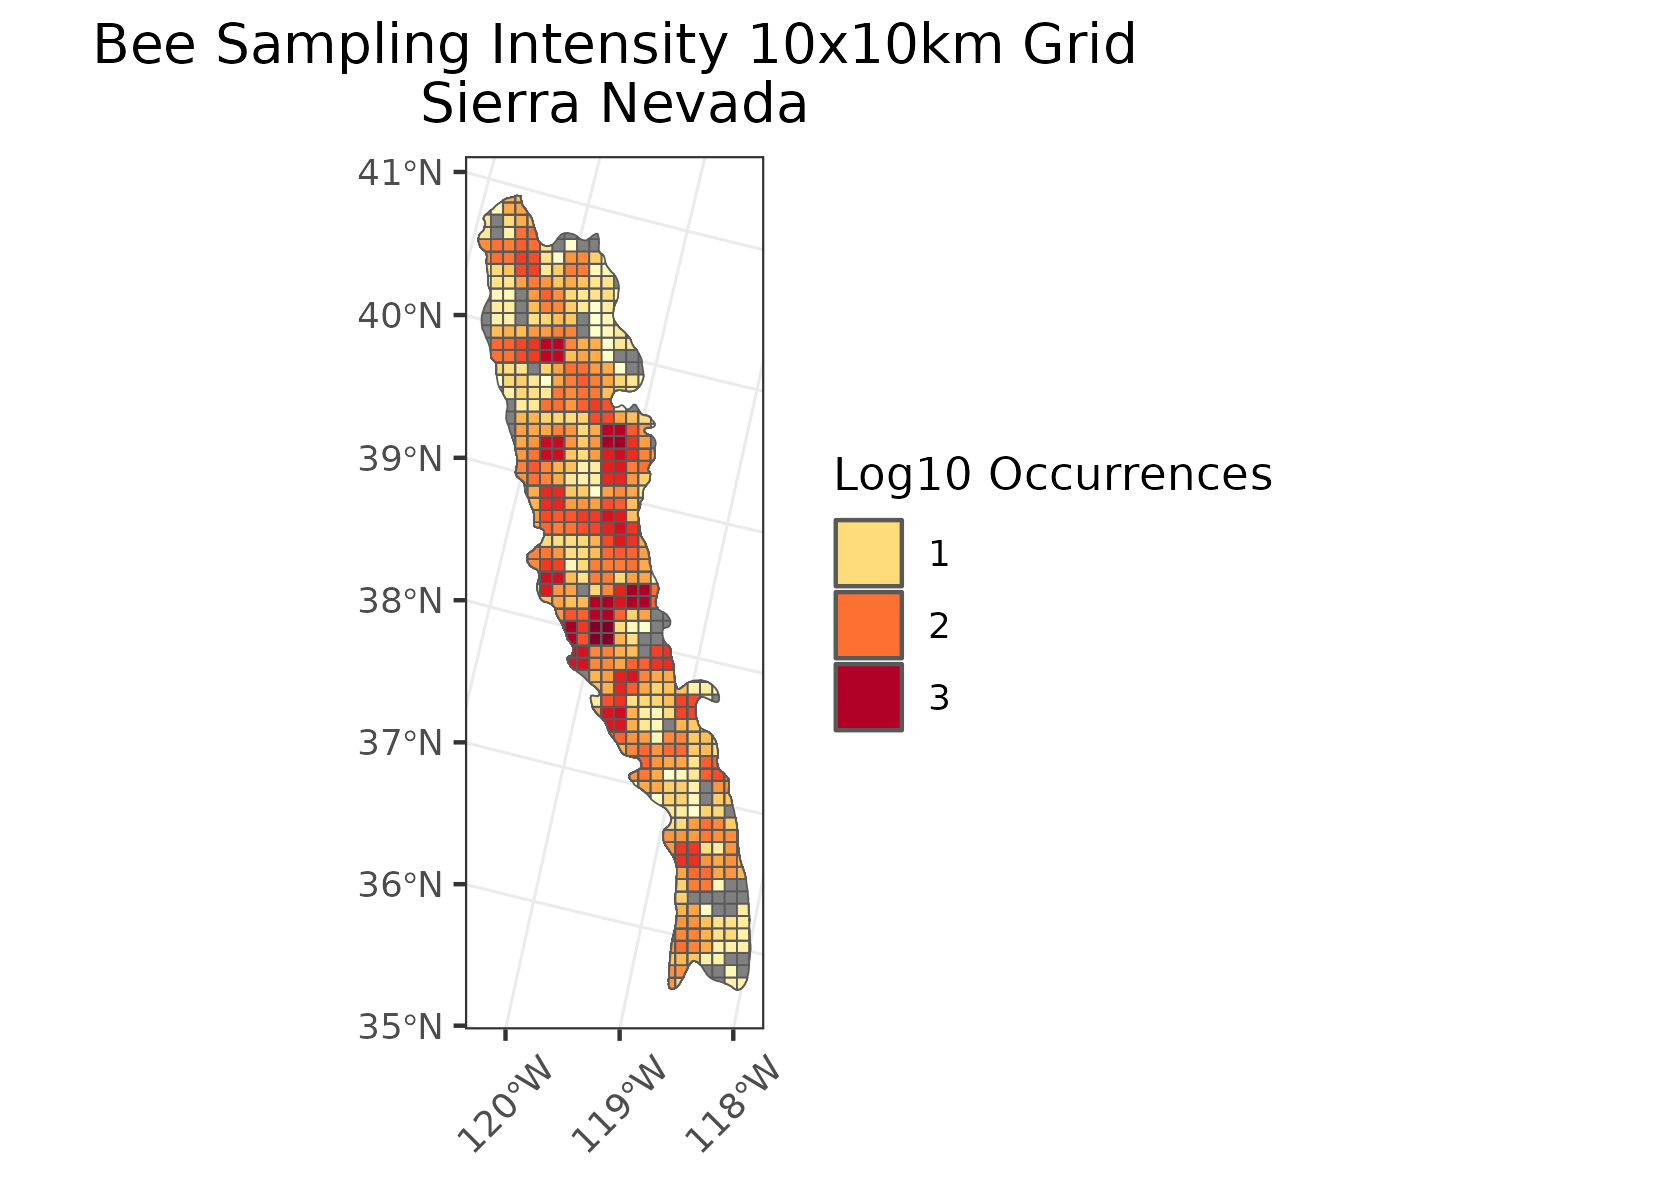 Bee Sampling Intensity 10x10km Grid
Sierra Nevada
41°N
40°N
39°N
38°N
37°N
36°N
35°N
120°W
119°W
118°W
Log10 Occurrences
1
2
3